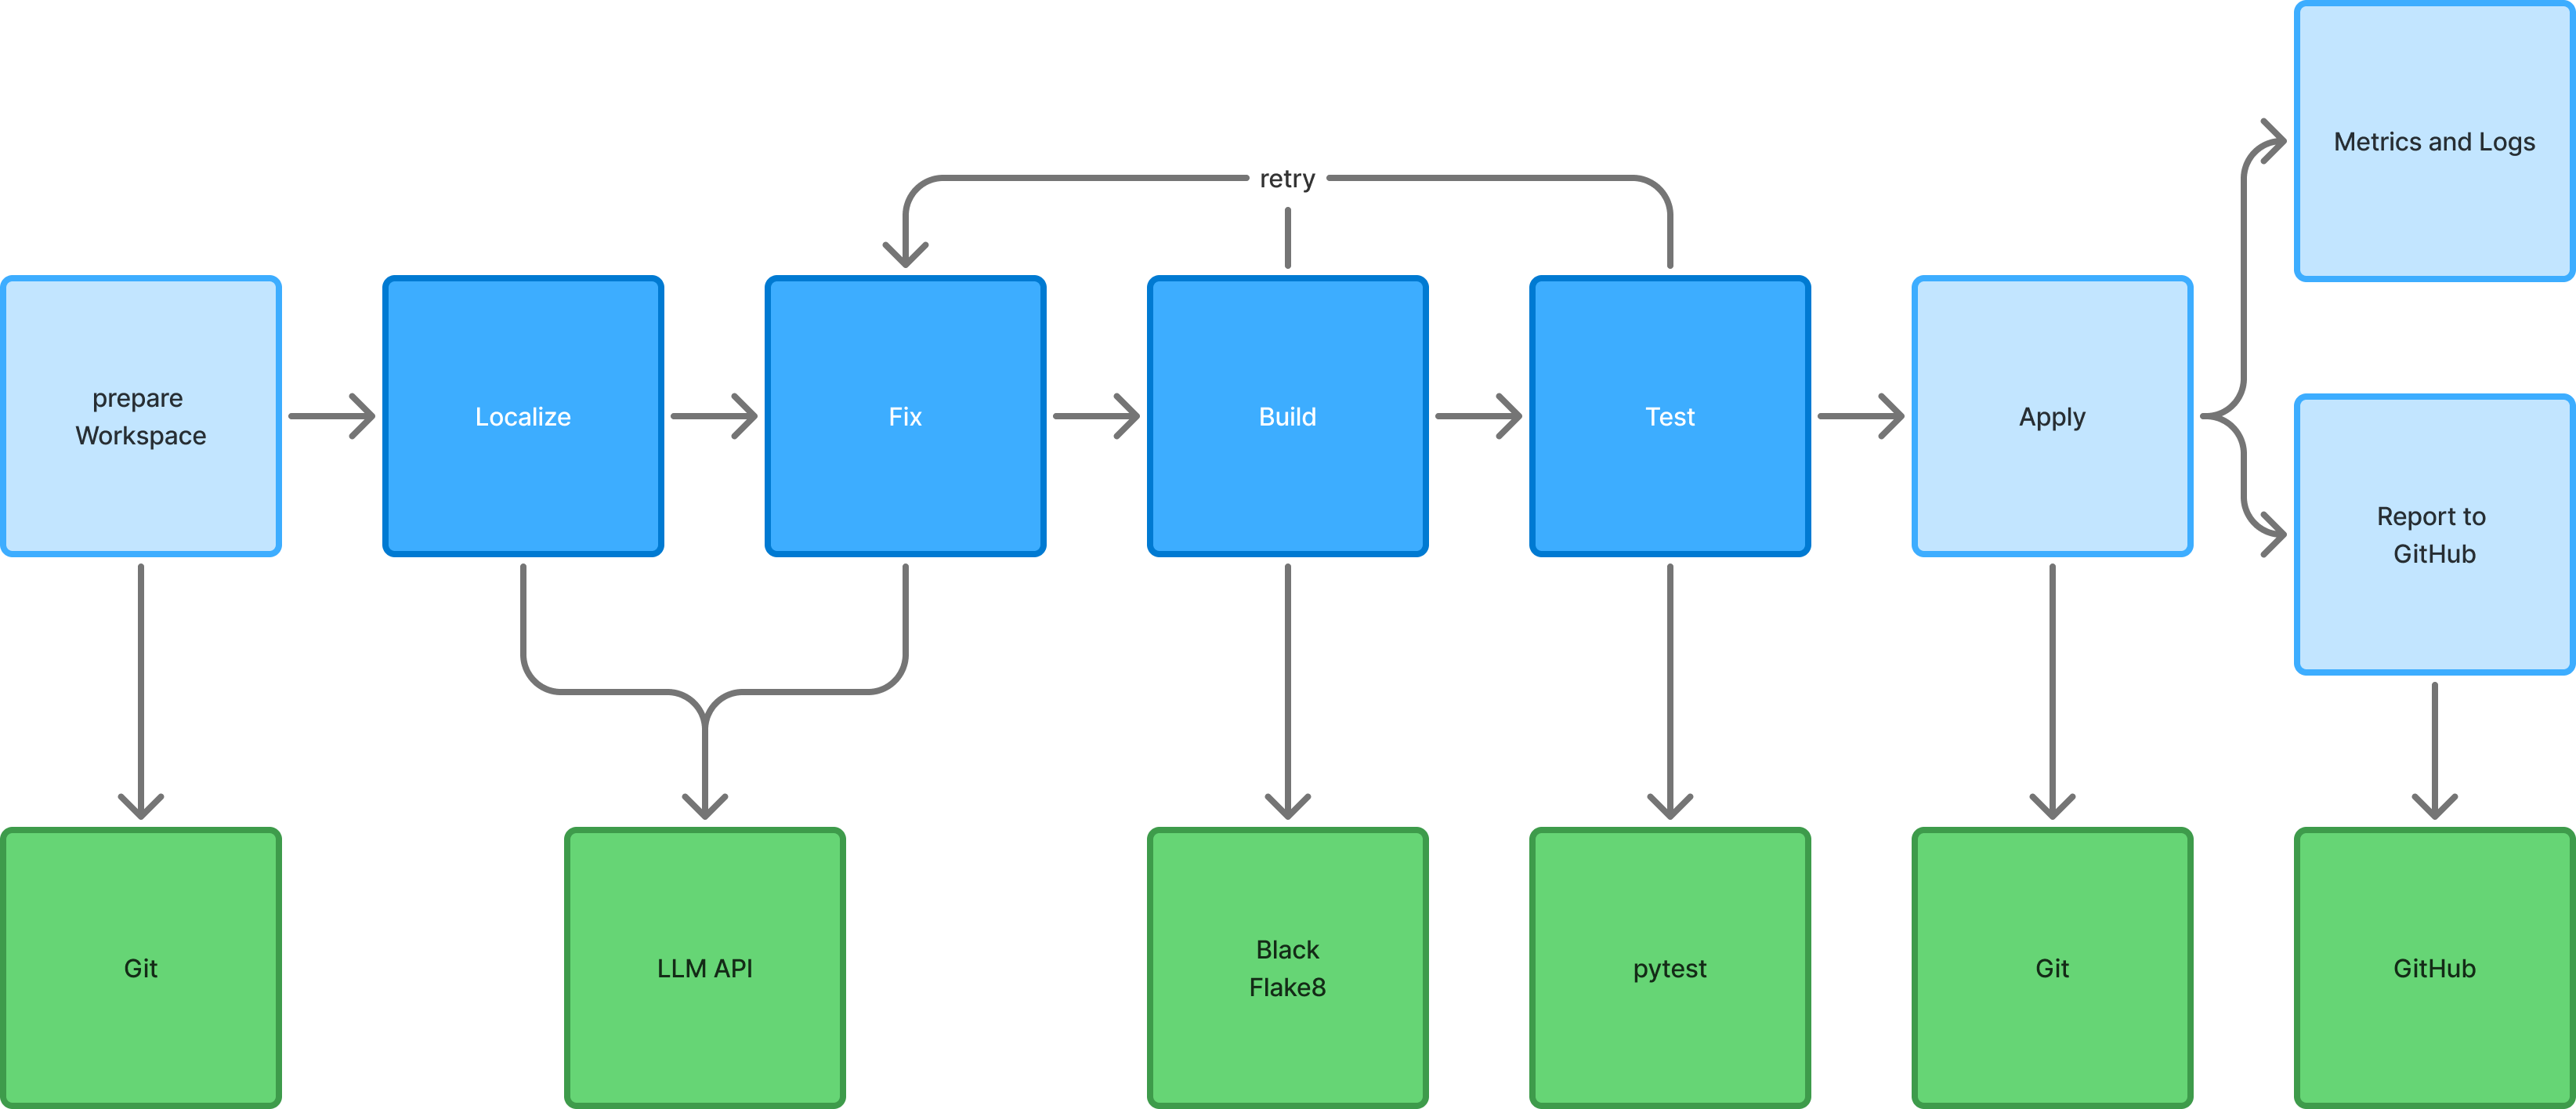 Metrics and Logs
retry
prepare
Workspace
Localize
Fix
Build
Test
Apply
Report to
GitHub
Git
LLM API
Black
Flake8
pytest
Git
GitHub